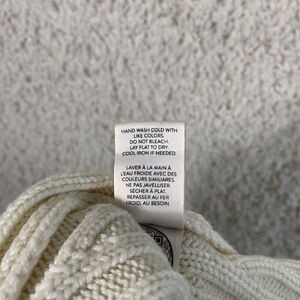 HAND WASH COLD WITH
LIKE COLORS.
DO NOT BLEACH.
LAY FLAT TO DRY.
COOL IRON IF NEEDED.
LAVER À LA MAIN À
L'EAU FROIDE AVEC DES
COULEURS SIMILIARES.
NE PAS JAVELLISER
SÉCHER À PLAT.
REPASSER AU FER
FROID, AU BESOIN.